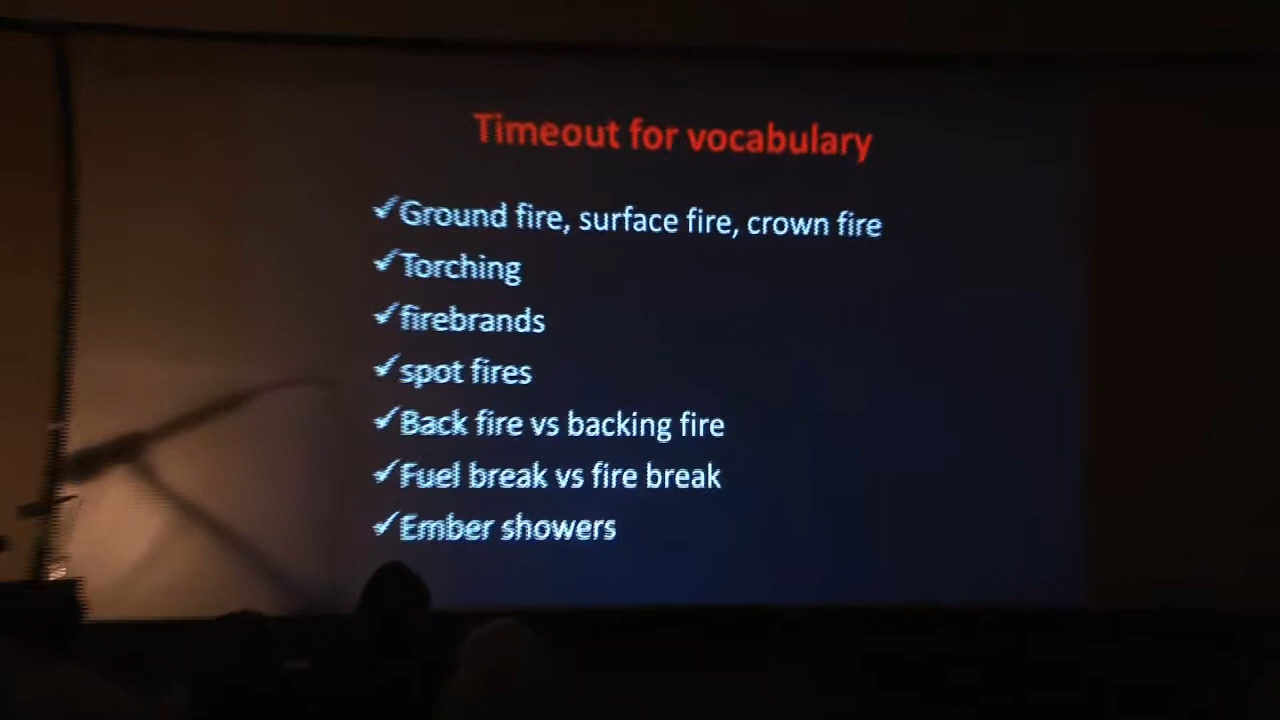 Timeout for vocabulary
✓Ground fire, surface fire, crown fire
✓Torching
✓firebrands
✓spot fires
✓Back fire vs backing fire
✓Fuel break vs fire break
✓Ember showers